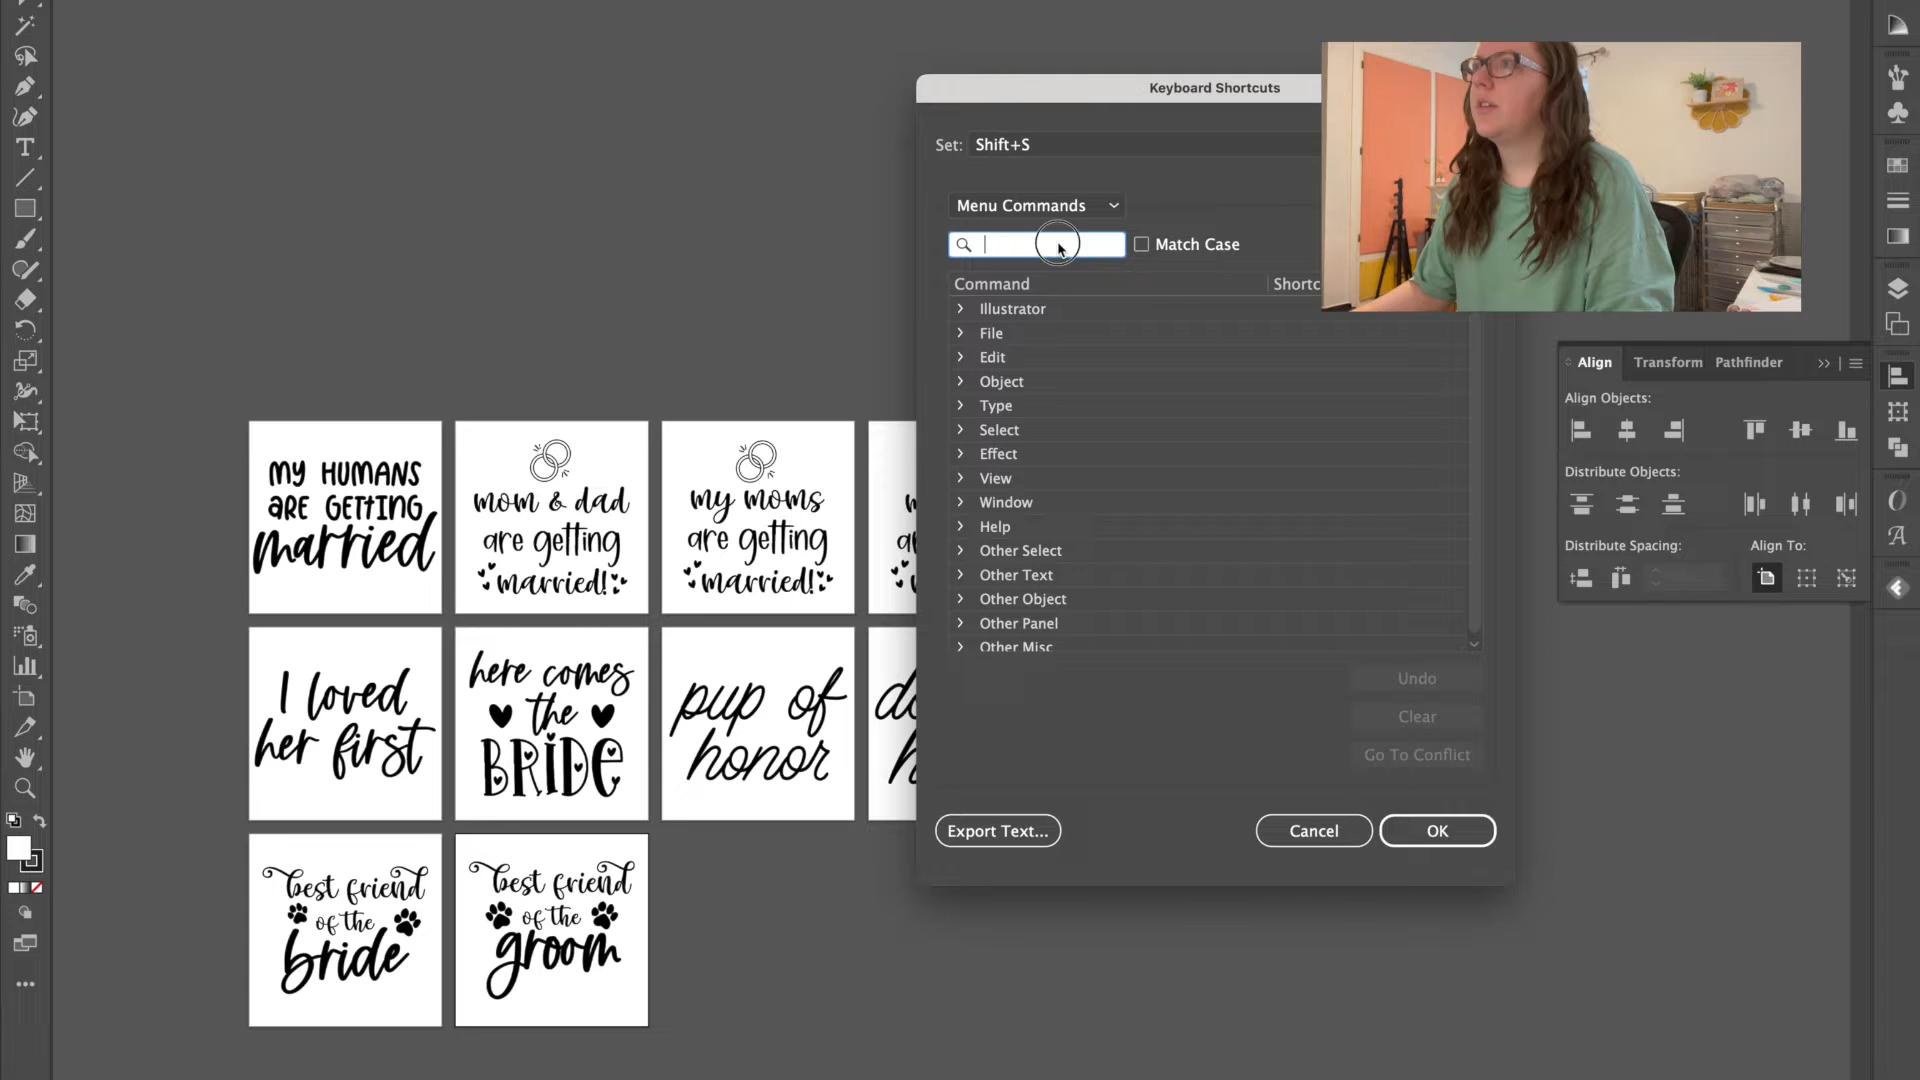 Keyboard Shortcuts
Set: Shift+S
Menu Commands
Match Case
Command Shortc
Illustrator
File
Edit
Object
Type
Select
Effect
View
Window
Help
Other Select
Other Text
Other Object
Other Panel
Other Misc
Undo
Clear
Go To Conflict
Export Text...
Cancel
OK
Align Transform Pathfinder
Align Objects:
Distribute Objects:
Distribute Spacing:
Align To:
my HUMANS
ARE GETTING
married
mom & dad
are getting
married!
my moms
are getting
married!
I loved
her first
here comes
the
BRIDE
pup of
honor
best friend
of the
bride
best friend
of the
groom